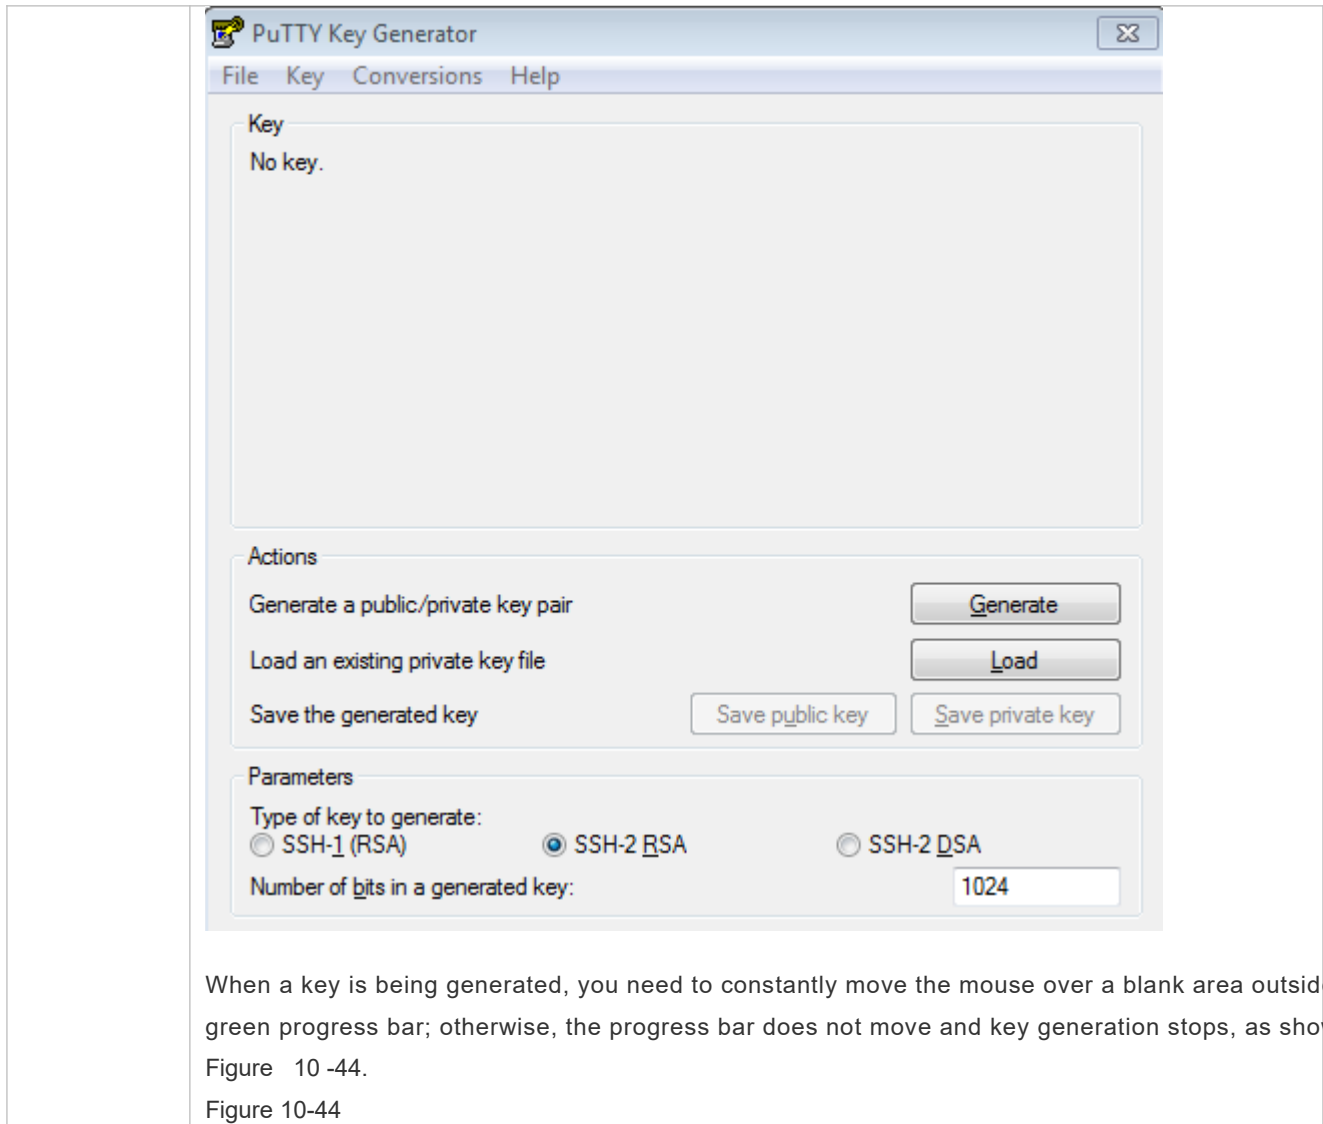 PuTTY Key Generator
File Key Conversions Help
Key
No key.
Actions
Generate a public/private key pair Generate
Load an existing private key file Load
Save the generated key Save public key Save private key
Parameters
Type of key to generate:
SSH-1 (RSA) SSH-2 RSA SSH-2 DSA
Number of bits in a generated key: 1024
When a key is being generated, you need to constantly move the mouse over a blank area
green progress bar; otherwise, the progress bar does not move and key generation stops, as
Figure 10 -44.
Figure 10-44